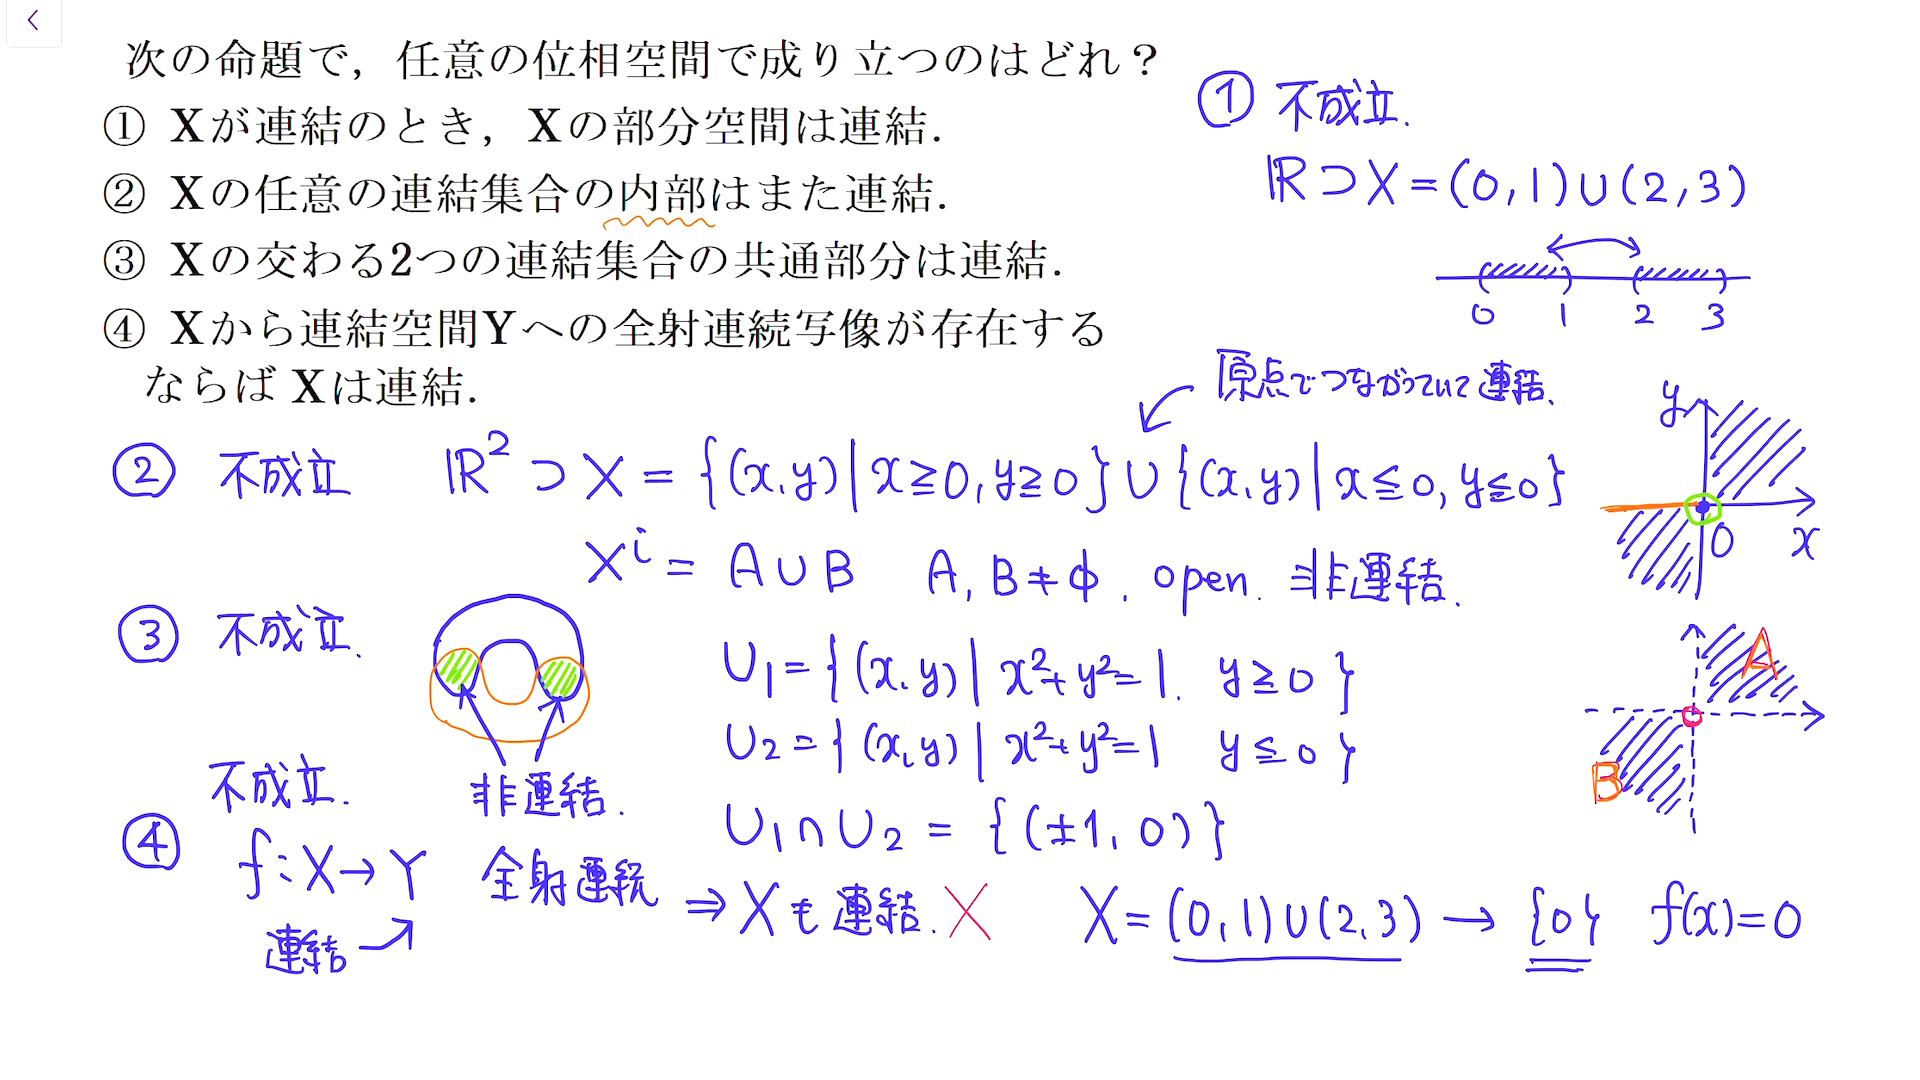 次の命題で，任意の位相空間で成り立つのはどれ？
① Xが連結のとき，Xの部分空間は連結．
② Xの任意の連結集合の内部はまた連結．
③ Xの交わる2つの連結集合の共通部分は連結．
④ Xから連結空間Yへの全射連続写像が存在する
ならば Xは連結．
① 不成立.
ℝ⊃X=(0,1)∪(2,3)
0 1 2 3
原点でつながっていて連結.
② 不成立 ℝ²⊃X={(x,y)|x≧0,y≧0}∪{(x,y)|x≦0,y≦0}
y
0 x
Xⁱ=A∪B A,B≠φ. open. 非連結.
A
B
③ 不成立.
非連結.
U₁={(x,y)|x²+y²=1. y≧0}
U₂={(x,y)|x²+y²=1 y≦0}
U₁∩U₂={(±1,0)}
不成立.
④ f:X→Y 全射連続 ⇒Xも連結. X
連結
X=(0,1)∪(2,3)→{0} f(x)=0